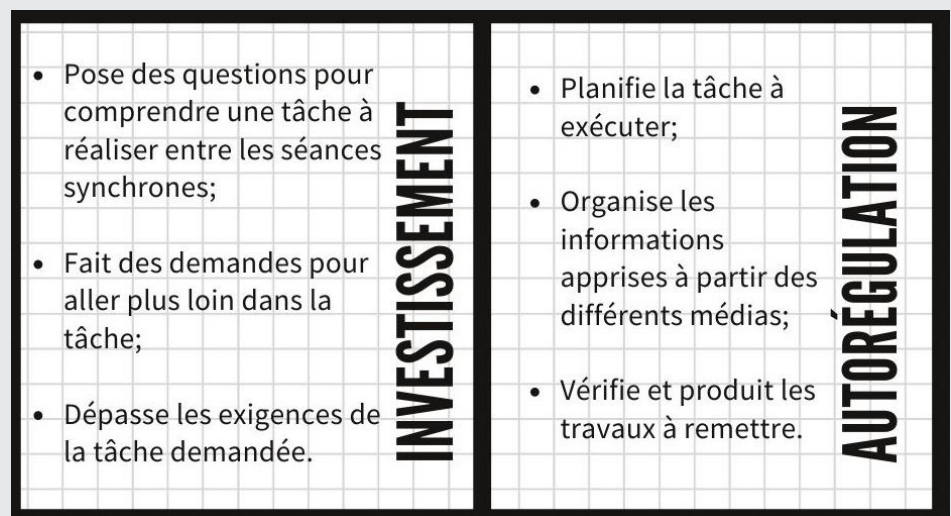 • Pose des questions pour
comprendre une tâche à
réaliser entre les séances
synchrones;
• Fait des demandes pour
aller plus loin dans la
tâche;
• Dépasse les exigences de
la tâche demandée.
INVESTISSEMENT
• Planifie la tâche à
exécuter;
• Organise les
informations
apprises à partir des
différents médias;
• Vérifie et produit les
travaux à remettre.
AUTORÉGULATION